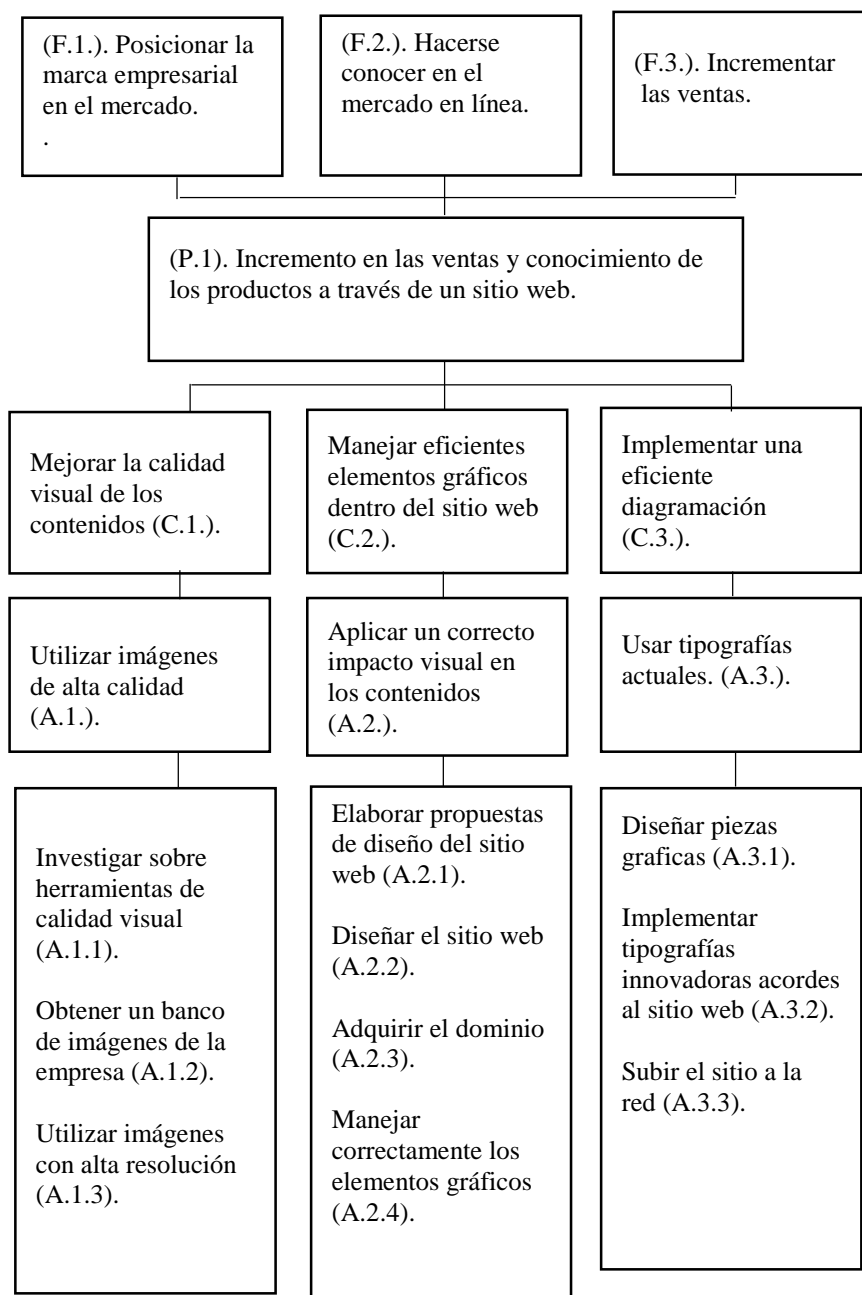 (F.1.). Posicionar la
marca empresarial
en el mercado.
.
(F.2.). Hacerse
conocer en el
mercado en línea.
(F.3.). Incrementar
las ventas.
(P.1). Incremento en las ventas y conocimiento de
los productos a través de un sitio web.
Mejorar la calidad
visual de los
contenidos (C.1.).
Manejar eficientes
elementos gráficos
dentro del sitio web
(C.2.).
Implementar una
eficiente
diagramación
(C.3.).
Utilizar imágenes
de alta calidad
(A.1.).
Aplicar un correcto
impacto visual en
los contenidos
(A.2.).
Usar tipografías
actuales. (A.3.).
Investigar sobre
herramientas de
calidad visual
(A.1.1).
Obtener un banco
de imágenes de la
empresa (A.1.2).
Utilizar imágenes
con alta resolución
(A.1.3).
Elaborar propuestas
de diseño del sitio
web (A.2.1).
Diseñar el sitio web
(A.2.2).
Adquirir el dominio
(A.2.3).
Manejar
correctamente los
elementos gráficos
(A.2.4).
Diseñar piezas
graficas (A.3.1).
Implementar
tipografías
innovadoras acordes
al sitio web (A.3.2).
Subir el sitio a la
red (A.3.3).